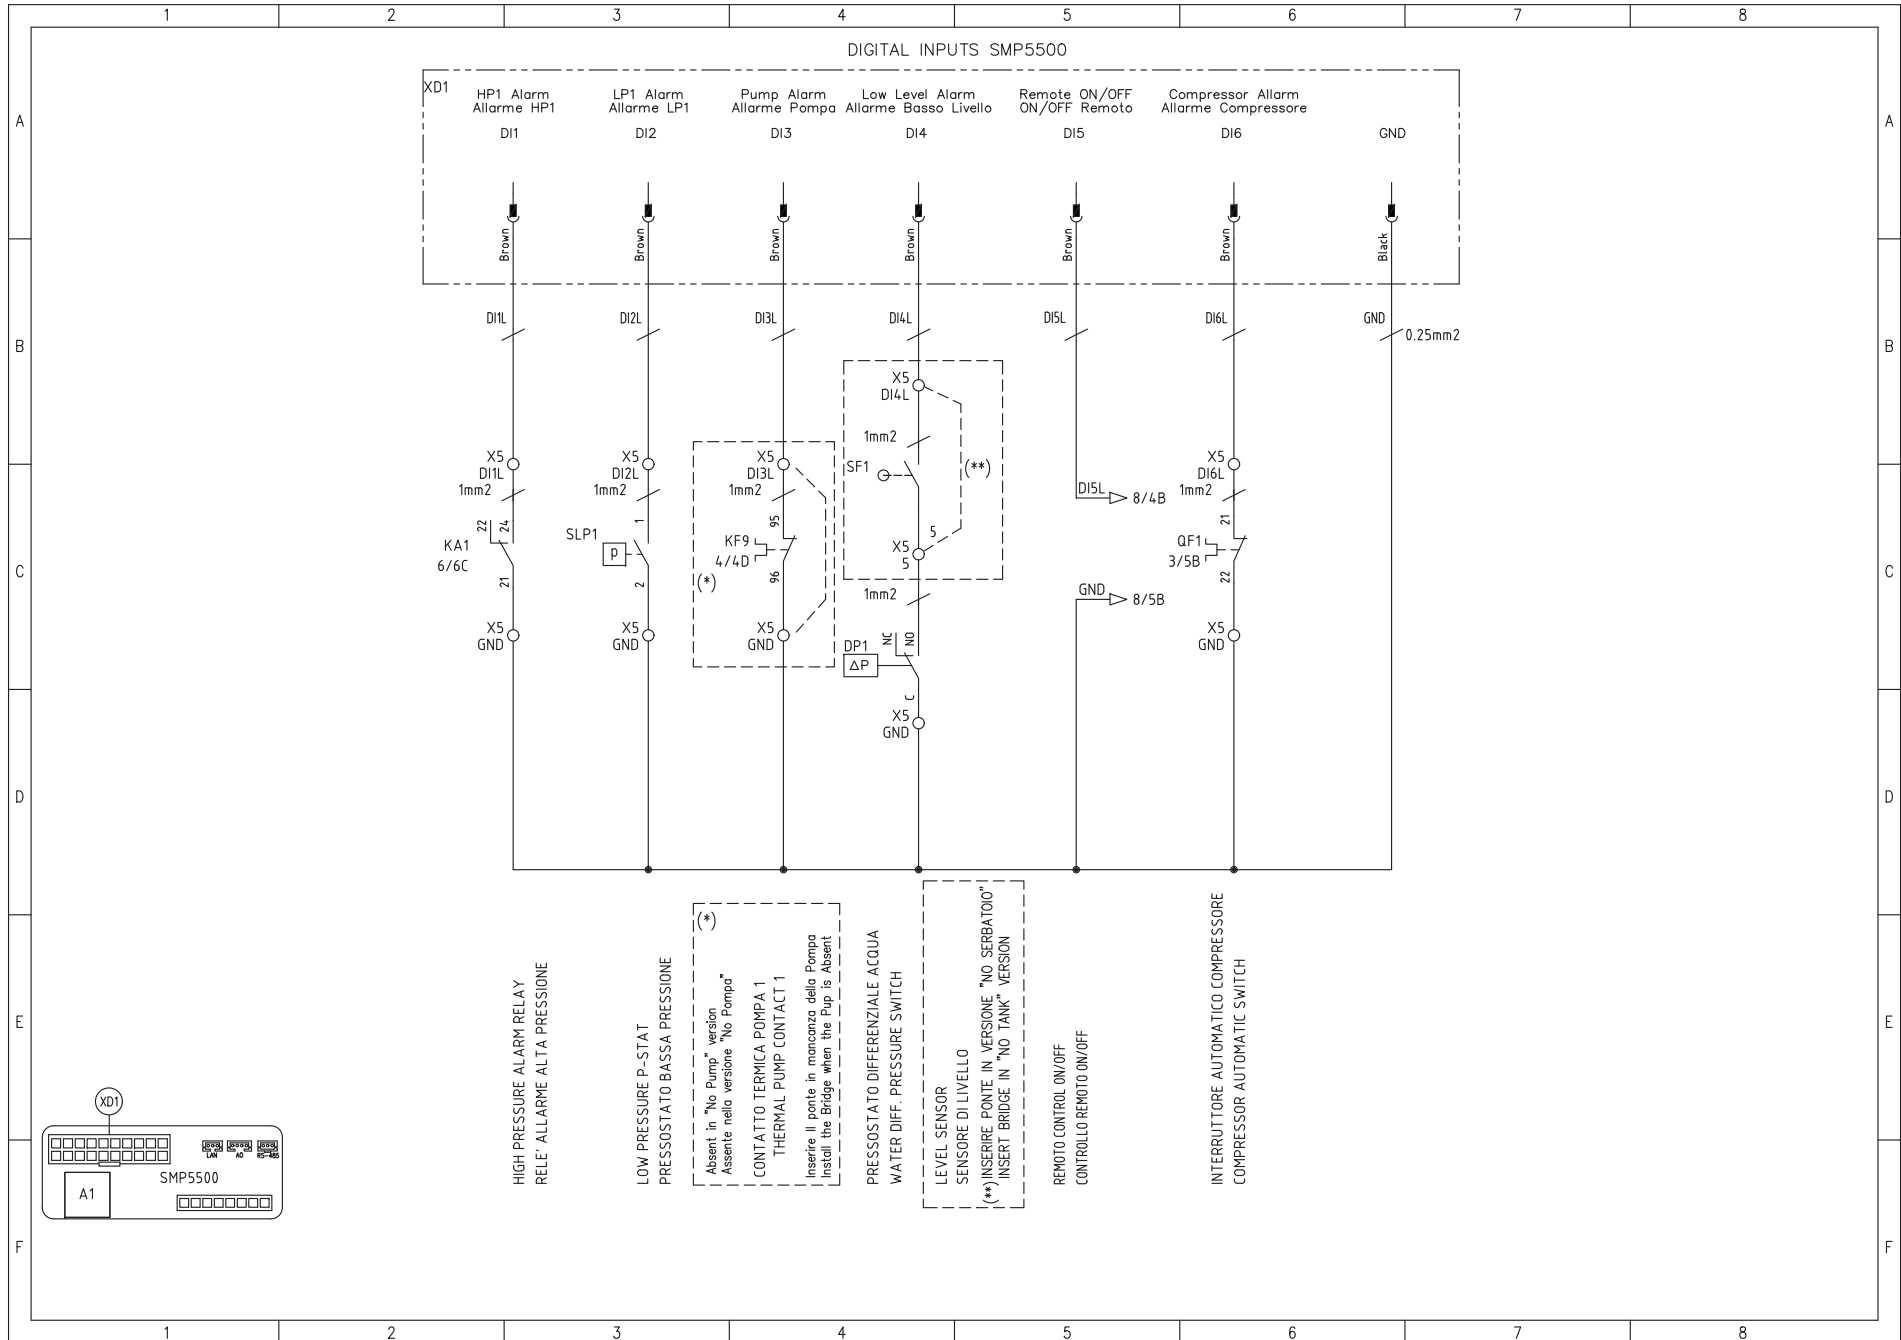 1 2 3 4 5 6 7 8
DIGITAL INPUTS SMP5500
XD1
HP1 Alarm
Allarme HP1
DI1
LP1 Alarm
Allarme LP1
DI2
Pump Alarm
Allarme Pompa
DI3
Low Level Alarm
Allarme Basso Livello
DI4
Remote ON/OFF
ON/OFF Remoto
DI5
Compressor Allarm
Allarme Compressore
DI6
GND
A A
Brown Brown Brown Brown Brown Brown Black
DI1L DI2L DI3L DI4L DI5L DI6L GND
0.25mm2
B B
X5
DI4L
1mm2
SF1
(**)
5
X5
5
1mm2
X5
DI1L
1mm2
22 24
KA1
6/6C
21
X5
GND
X5
DI2L
1mm2
1
SLP1
P
2
X5
GND
X5
DI3L
1mm2
95
KF9
4/4D
96
(*)
X5
GND
NC NO
DP1
ΔP
C
X5
GND
DI5L
8/4B
GND
8/5B
X5
DI6L
1mm2
21
QF1
3/5B
22
X5
GND
C C
D D
HIGH PRESSURE ALARM RELAY
RELE' ALLARME ALTA PRESSIONE
LOW PRESSURE P-STAT
PRESSOSTATO BASSA PRESSIONE
(*)
Absent in "No Pump" version
Assente nella versione "No Pompa"
CONTATTO TERMICA POMPA 1
THERMAL PUMP CONTACT 1
Inserire Il ponte in mancanza della Pompa
Install the Bridge when the Pup is Absent
PRESSOSTATO DIFFERENZIALE ACQUA
WATER DIFF. PRESSURE SWITCH
LEVEL SENSOR
SENSORE DI LIVELLO
(**) INSERIRE PONTE IN VERSIONE "NO SERBATOIO"
INSERT BRIDGE IN "NO TANK" VERSION
REMOTO CONTROL ON/OFF
CONTROLLO REMOTO ON/OFF
INTERRUTTORE AUTOMATICO COMPRESSORE
COMPRESSOR AUTOMATIC SWITCH
E E
XD1
LAN AO RS-485
SMP5500
A1
F F
1 2 3 4 5 6 7 8